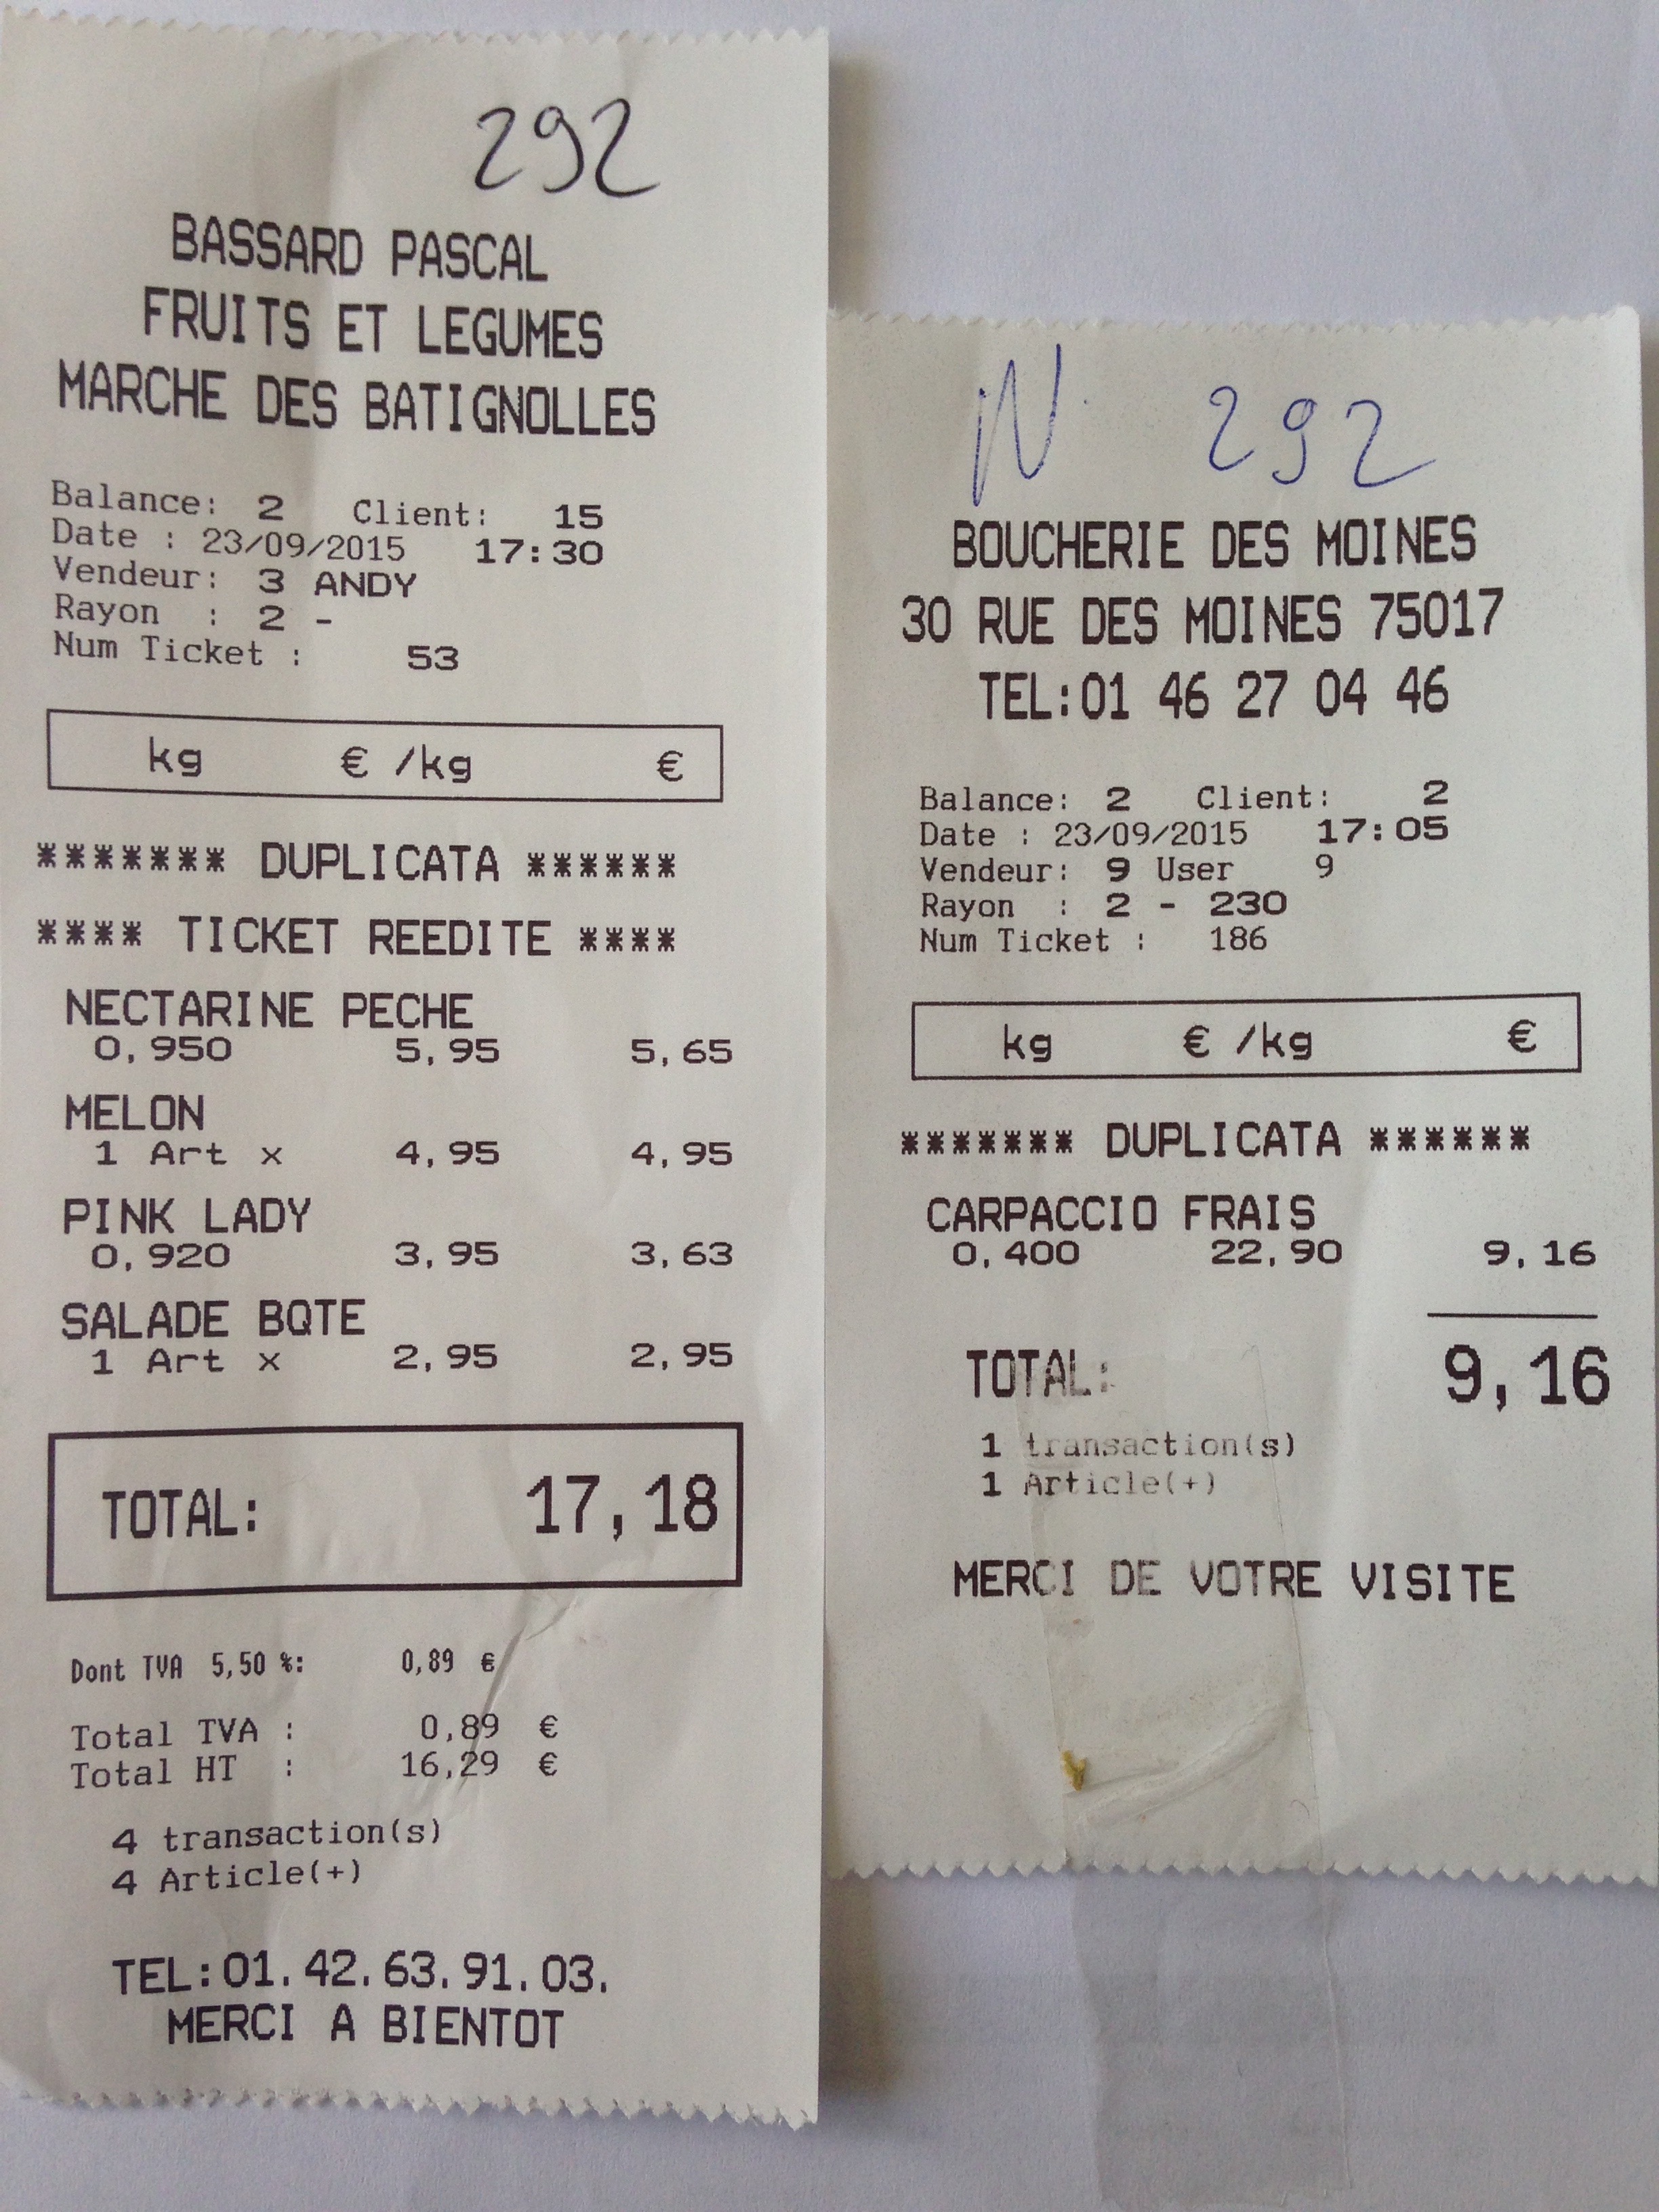 292
BASSARD PASCAL
FRUITS ET LEGUMES
MARCHE DES BATIGNOLLES
Balance: 2 Client: 15
Date : 23/09/2015 17:30
Vendeur: 3 ANDY
Rayon : 2 -
Num Ticket : 53
kg € /kg €
******* DUPLICATA ******
**** TICKET REEDITE ****
NECTARINE PECHE
0,950 5,95 5,65
MELON
1 Art x 4,95 4,95
PINK LADY
0,920 3,95 3,63
SALADE BQTE
1 Art x 2,95 2,95
TOTAL: 17,18
Dont TVA 5,50 %: 0,89 €
Total TVA : 0,89 €
Total HT : 16,29 €
4 transaction(s)
4 Article(+)
TEL:01.42.63.91.03.
MERCI A BIENTOT
N. 292
BOUCHERIE DES MOINES
30 RUE DES MOINES 75017
TEL:01 46 27 04 46
Balance: 2 Client: 2
Date : 23/09/2015 17:05
Vendeur: 9 User 9
Rayon : 2 - 230
Num Ticket : 186
kg € /kg €
******* DUPLICATA ******
CARPACCIO FRAIS
0,400 22,90 9,16
TOTAL: 9,16
1 transaction(s)
1 Article(+)
MERCI DE VOTRE VISITE